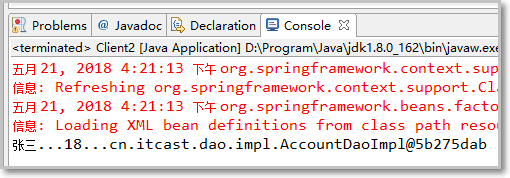 Problems @ Javadoc Declaration Console
<terminated> Client2 [Java Application] D:\Program\Java\jdk1.8.0_162\bin\javaw.exe
五月 21, 2018 4:21:13 下午 org.springframework.context.sup
信息: Refreshing org.springframework.context.support.Cl
五月 21, 2018 4:21:13 下午 org.springframework.beans.facto
信息: Loading XML bean definitions from class path reso
张三...18...cn.itcast.dao.impl.AccountDaoImpl@5b275dab